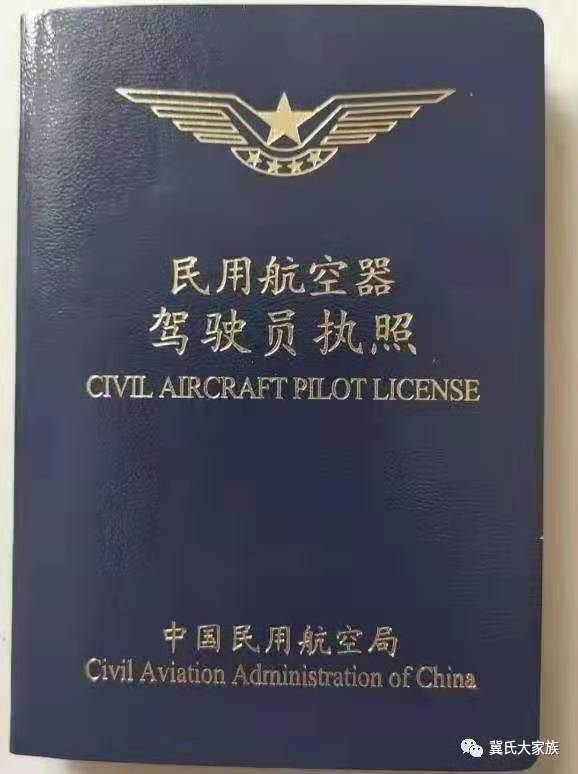 民用航空器
驾驶员执照
CIVIL AIRCRAFT PILOT LICENSE
中国民用航空局
Civil Aviation Administration of China
冀氏大家族